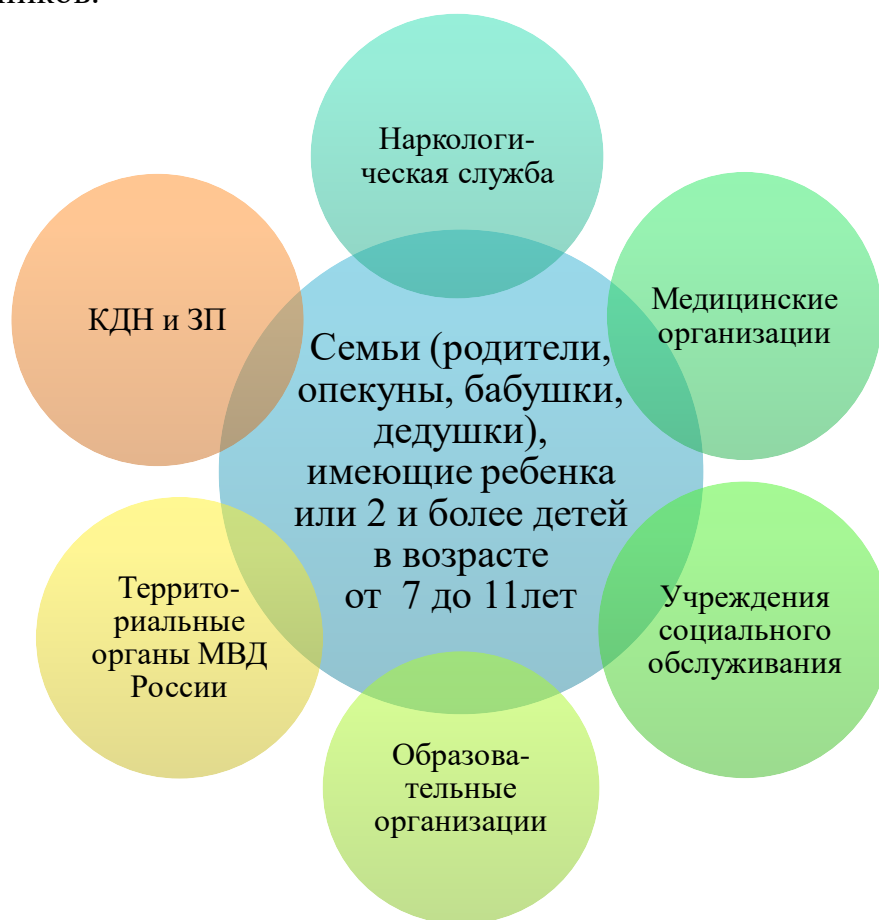 Наркологи-
ческая служба
КДН и ЗП
Медицинские
организации
Семьи (родители,
опекуны, бабушки,
дедушки),
имеющие ребенка
или 2 и более детей
в возрасте
от  7 до 11лет
Террито-
риальные
органы МВД
России
Учреждения
социального
обслуживания
Образова-
тельные
организации